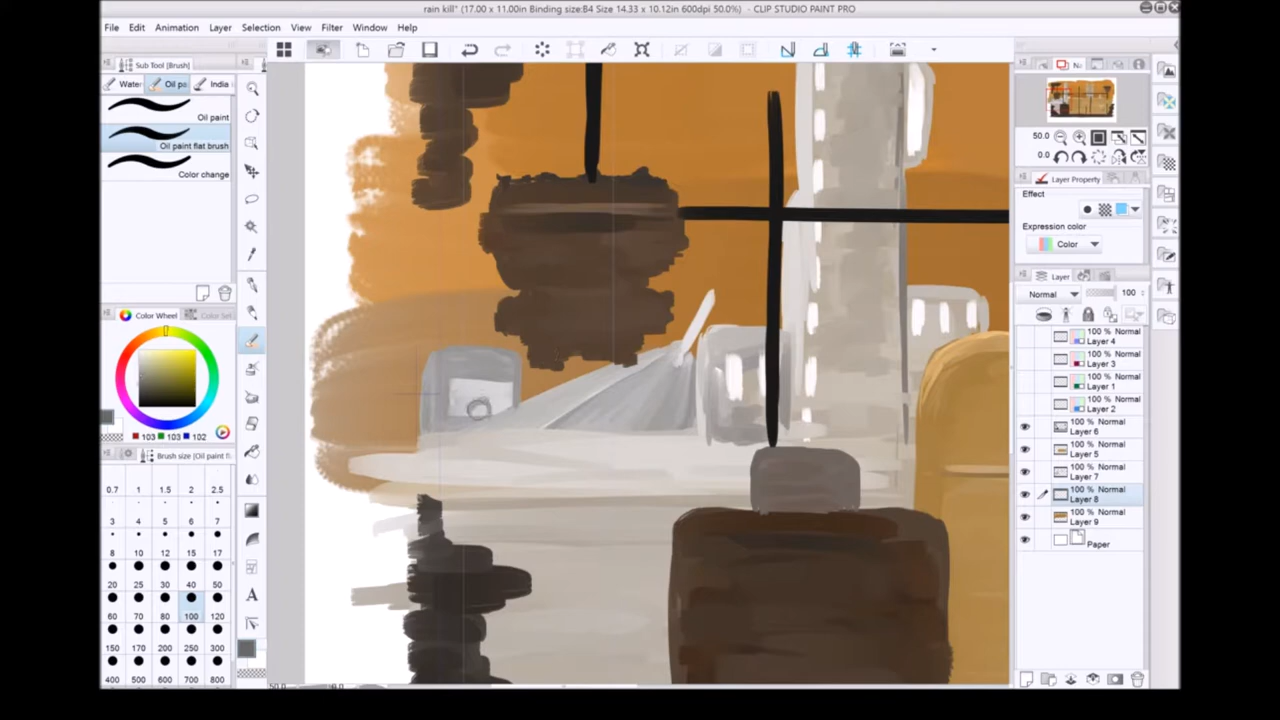 rain kill* (17.00 x 11.00in Binding size:B4 Size 14.33 x 10.12in 600dpi 50.0%) - CLIP STUDIO PAINT PRO
File Edit Animation Layer Selection View Filter Window Help
Sub Tool [Brush]
Water Oil pa India
Oil paint
Oil paint flat brush
Color change
Color Wheel Color Set
103 103 102
Brush size [Oil paint fl
0.7 1 1.5 2 2.5
3 4 5 6 7
8 10 12 15 17
20 25 30 40 50
60 70 80 100 120
150 170 200 250 300
400 500 600 700 800
50.0
0.0
Layer Property
Effect
Expression color
Color
Layer
Normal 100
100 % Normal
Layer 4
100 % Normal
Layer 3
100 % Normal
Layer 1
100 % Normal
Layer 2
100 % Normal
Layer 6
100 % Normal
Layer 5
100 % Normal
Layer 7
100 % Normal
Layer 8
100 % Normal
Layer 9
Paper